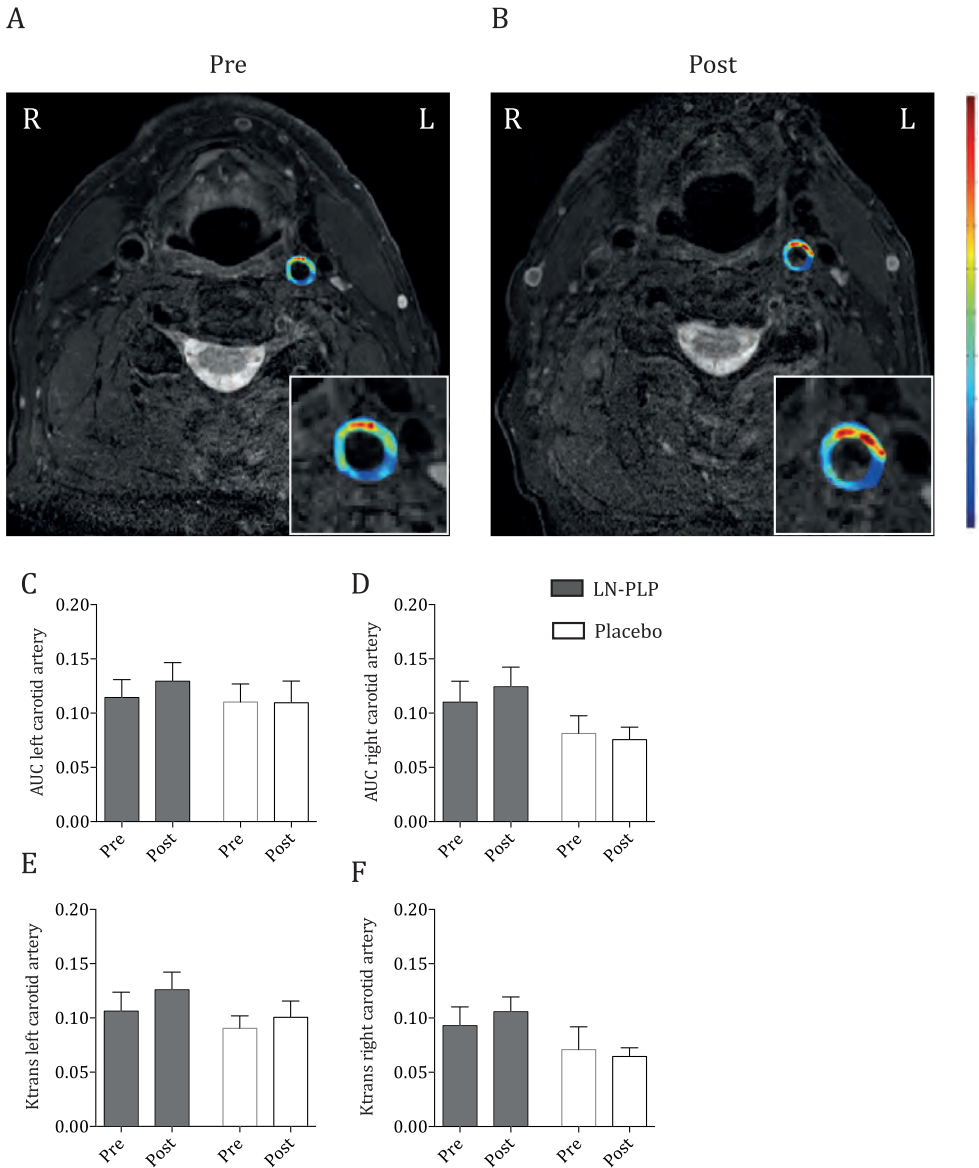 A
B
Pre
Post
R
L
R
L
C
D
LN-PLP
Placebo
AUC left carotid artery
0.20
0.15
0.10
0.05
0.00
Pre
Post
Pre
Post
AUC right carotid artery
0.20
0.15
0.10
0.05
0.00
Pre
Post
Pre
Post
E
F
Ktrans left carotid artery
0.20
0.15
0.10
0.05
0.00
Pre
Post
Pre
Post
Ktrans right carotid artery
0.20
0.15
0.10
0.05
0.00
Pre
Post
Pre
Post